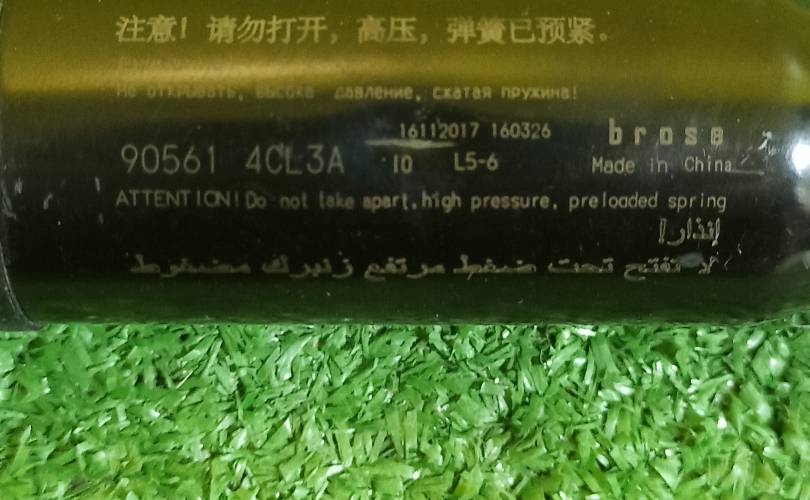 注意! 请勿打开，高压，弹簧已预紧。
Не открывать, высоке давление, сжатая пружина!
16112017 160326 brose
90561 4CL3A 10 L5-6 Made in China
ATTENTION! Do not take apart, high pressure, preloaded spring
إنذار!
لا تفتح تحت ضغط مرتفع زنبرك مضغوط